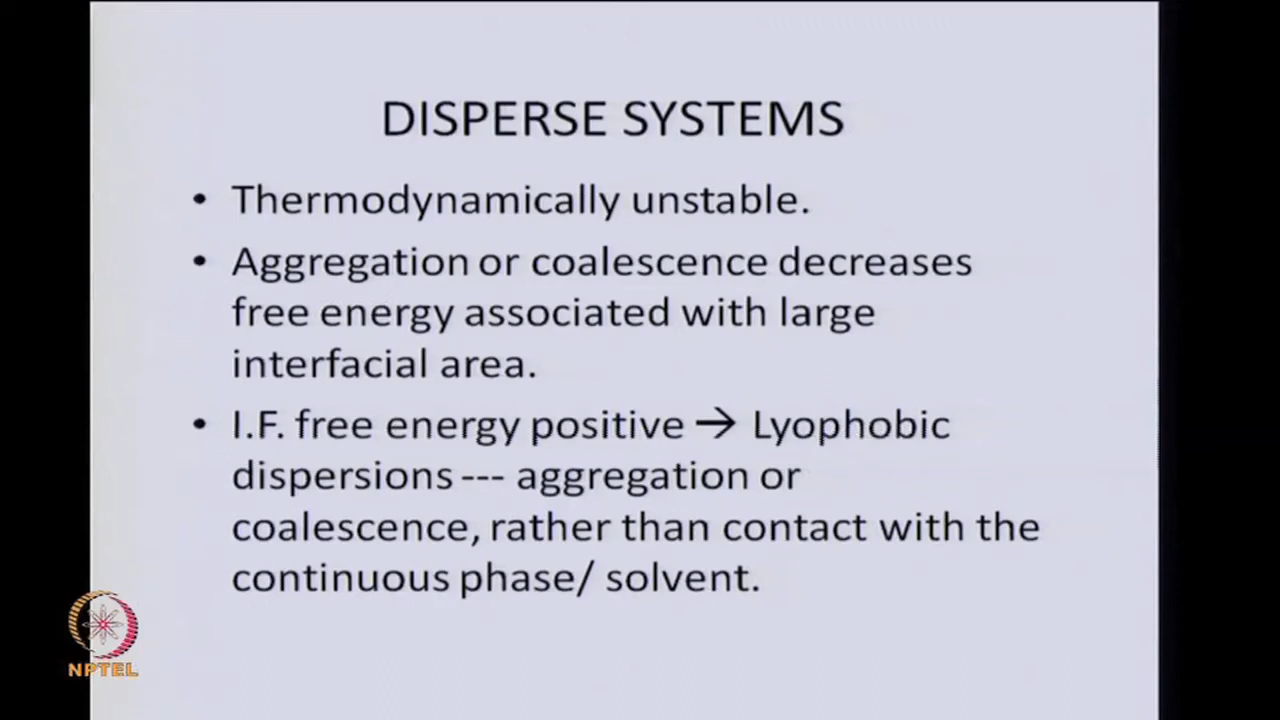 DISPERSE SYSTEMS
• Thermodynamically unstable.
• Aggregation or coalescence decreases
free energy associated with large
interfacial area.
• I.F. free energy positive → Lyophobic
dispersions --- aggregation or
coalescence, rather than contact with the
continuous phase/ solvent.
NPTEL